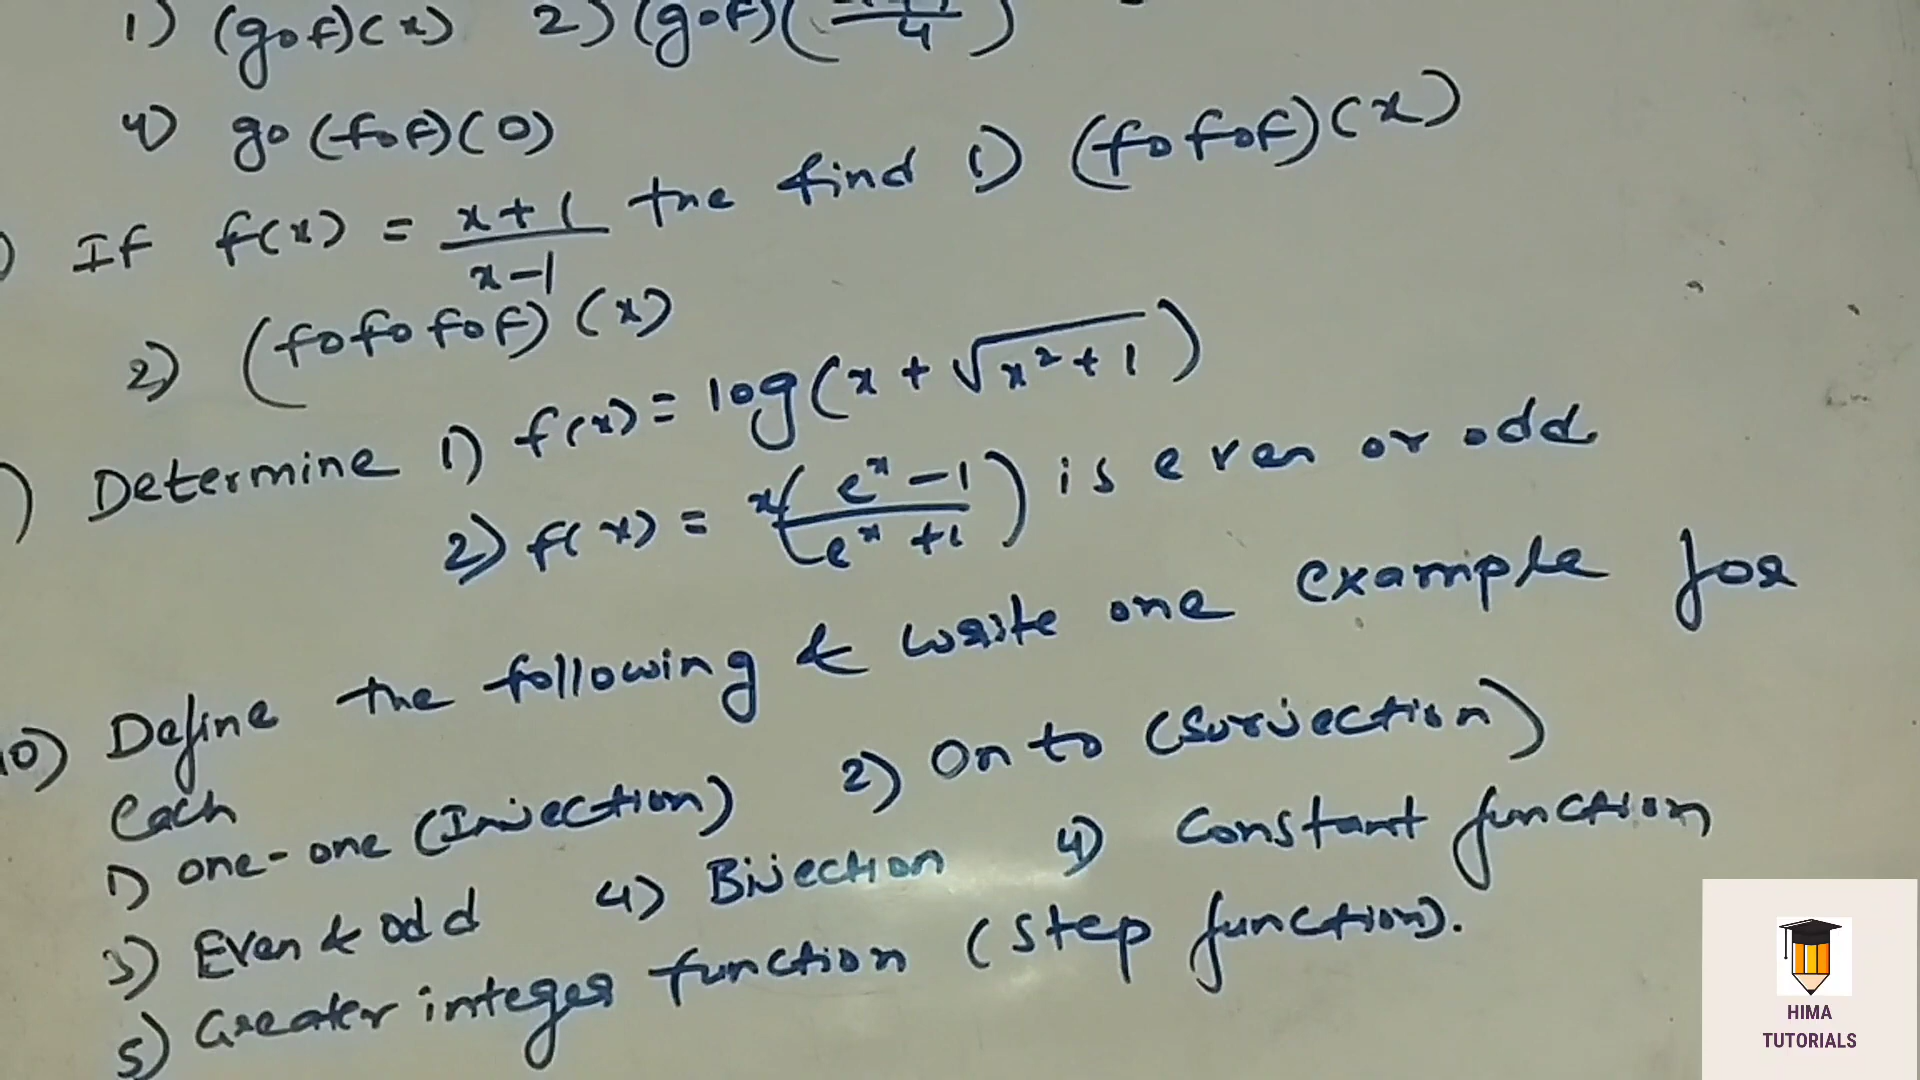 1) (gof)(x) 2) (gof)( /4)
4) go(fof)(0)
) If f(x) = x+1/x-1 the find 1) (fofof)(x)
2) (fofofof)(x)
) Determine 1) f(x) = log(x + √x²+1)
2) f(x) = x(e^x -1/e^x +1) is even or odd
10) Define the following & write one example for
each
1) one-one (Injection) 2) On to (Surjection)
3) Even & odd 4) Bijection 4) Constant function
5) Greater integer function (step function).
HIMA
TUTORIALS